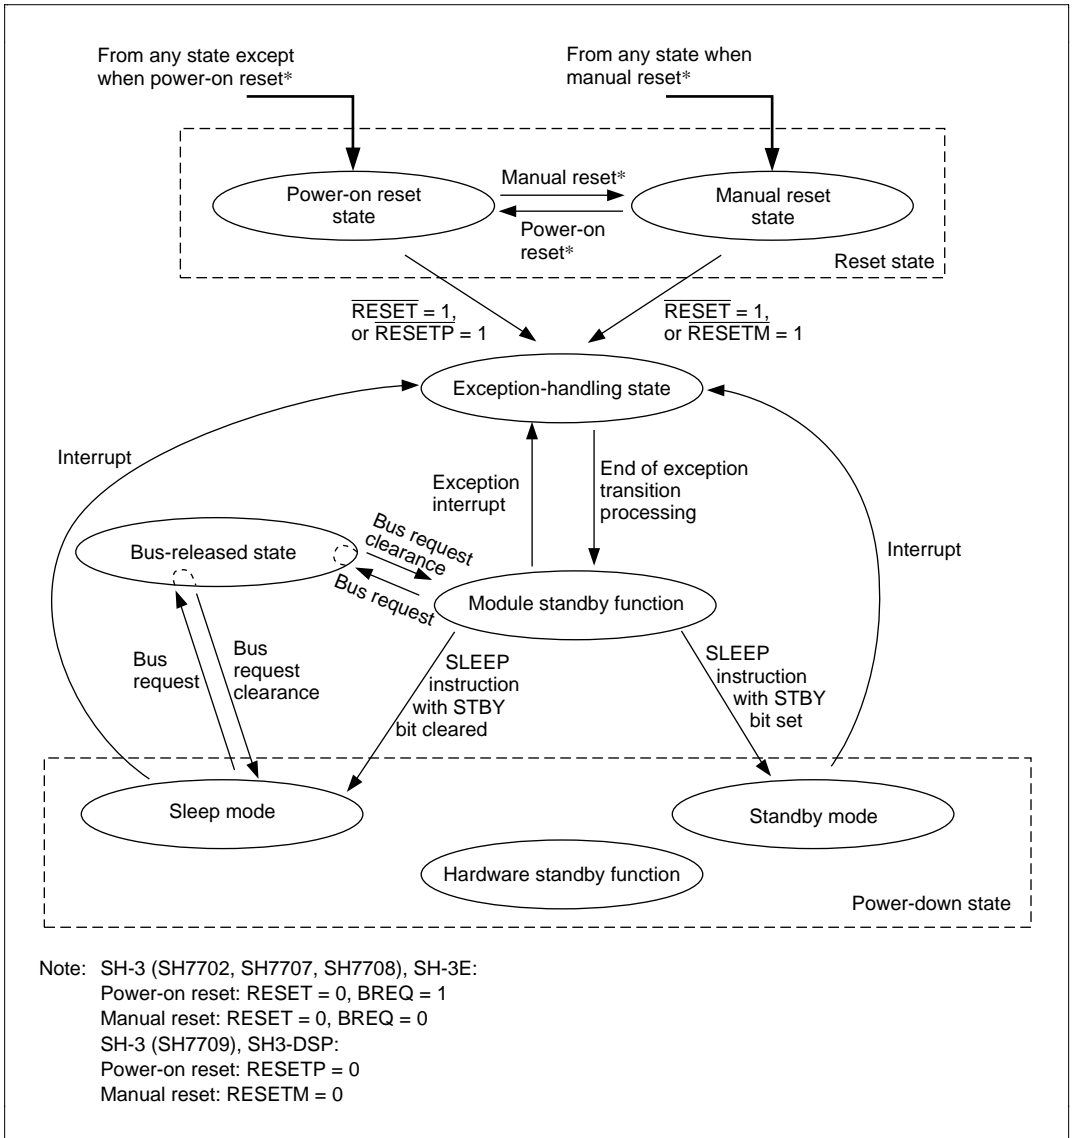 From any state except
when power-on reset*
From any state when
manual reset*
Power-on reset
state
Manual reset*
Manual reset
state
Power-on
reset*
Reset state
RESET = 1,
or RESETP = 1
RESET = 1,
or RESETM = 1
Exception-handling state
Interrupt
Exception
interrupt
End of exception
transition
processing
Interrupt
Bus-released state
Bus request
clearance
Bus request
Module standby function
Bus
request
Bus
request
clearance
SLEEP
instruction
with STBY
bit cleared
SLEEP
instruction
with STBY
bit set
Sleep mode
Standby mode
Hardware standby function
Power-down state
Note: SH-3 (SH7702, SH7707, SH7708), SH-3E:
Power-on reset: RESET = 0, BREQ = 1
Manual reset: RESET = 0, BREQ = 0
SH-3 (SH7709), SH3-DSP:
Power-on reset: RESETP = 0
Manual reset: RESETM = 0